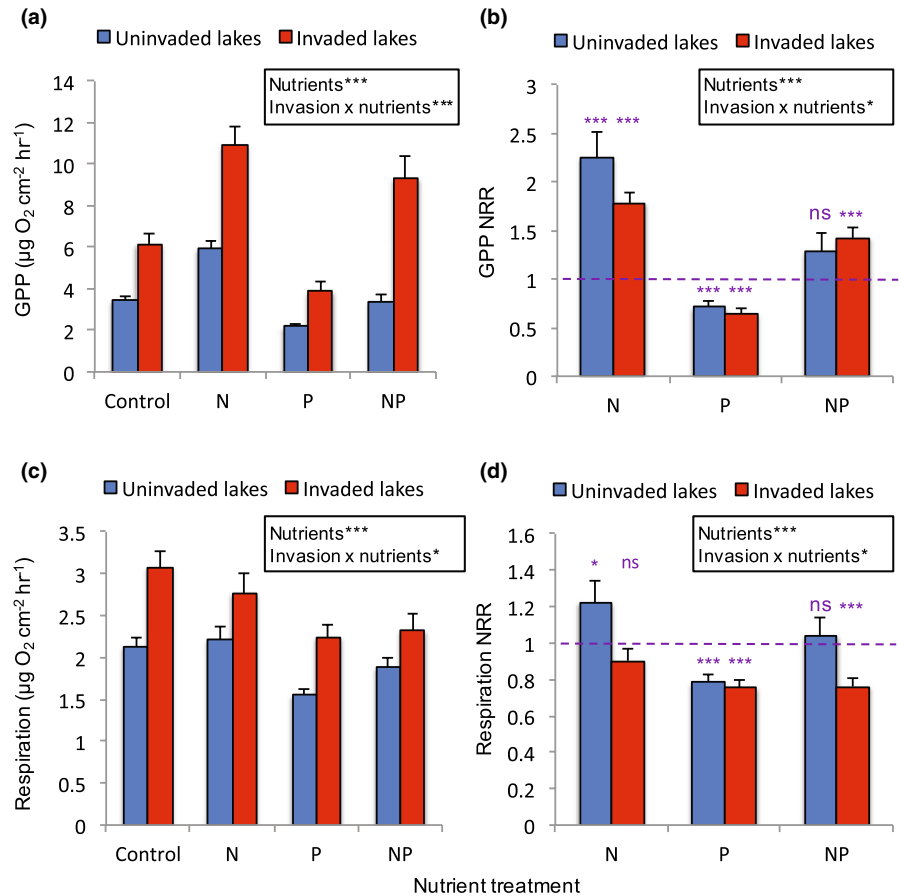 (a)
Uninvaded lakes Invaded lakes
Nutrients***
Invasion x nutrients***
GPP (µg O₂ cm⁻² hr⁻¹)
14
12
10
8
6
4
2
0
Control N P NP
(b)
Uninvaded lakes Invaded lakes
Nutrients***
Invasion x nutrients*
GPP NRR
3
2.5
2
1.5
1
0.5
0
*** ***
*** ***
ns ***
N P NP
(c)
Uninvaded lakes Invaded lakes
Nutrients***
Invasion x nutrients*
Respiration (µg O₂ cm⁻² hr⁻¹)
3.5
3
2.5
2
1.5
1
0.5
0
Control N P NP
(d)
Uninvaded lakes Invaded lakes
Nutrients***
Invasion x nutrients*
Respiration NRR
1.6
1.4
1.2
1
0.8
0.6
0.4
0.2
0
* ns
*** ***
ns ***
N P NP
Nutrient treatment